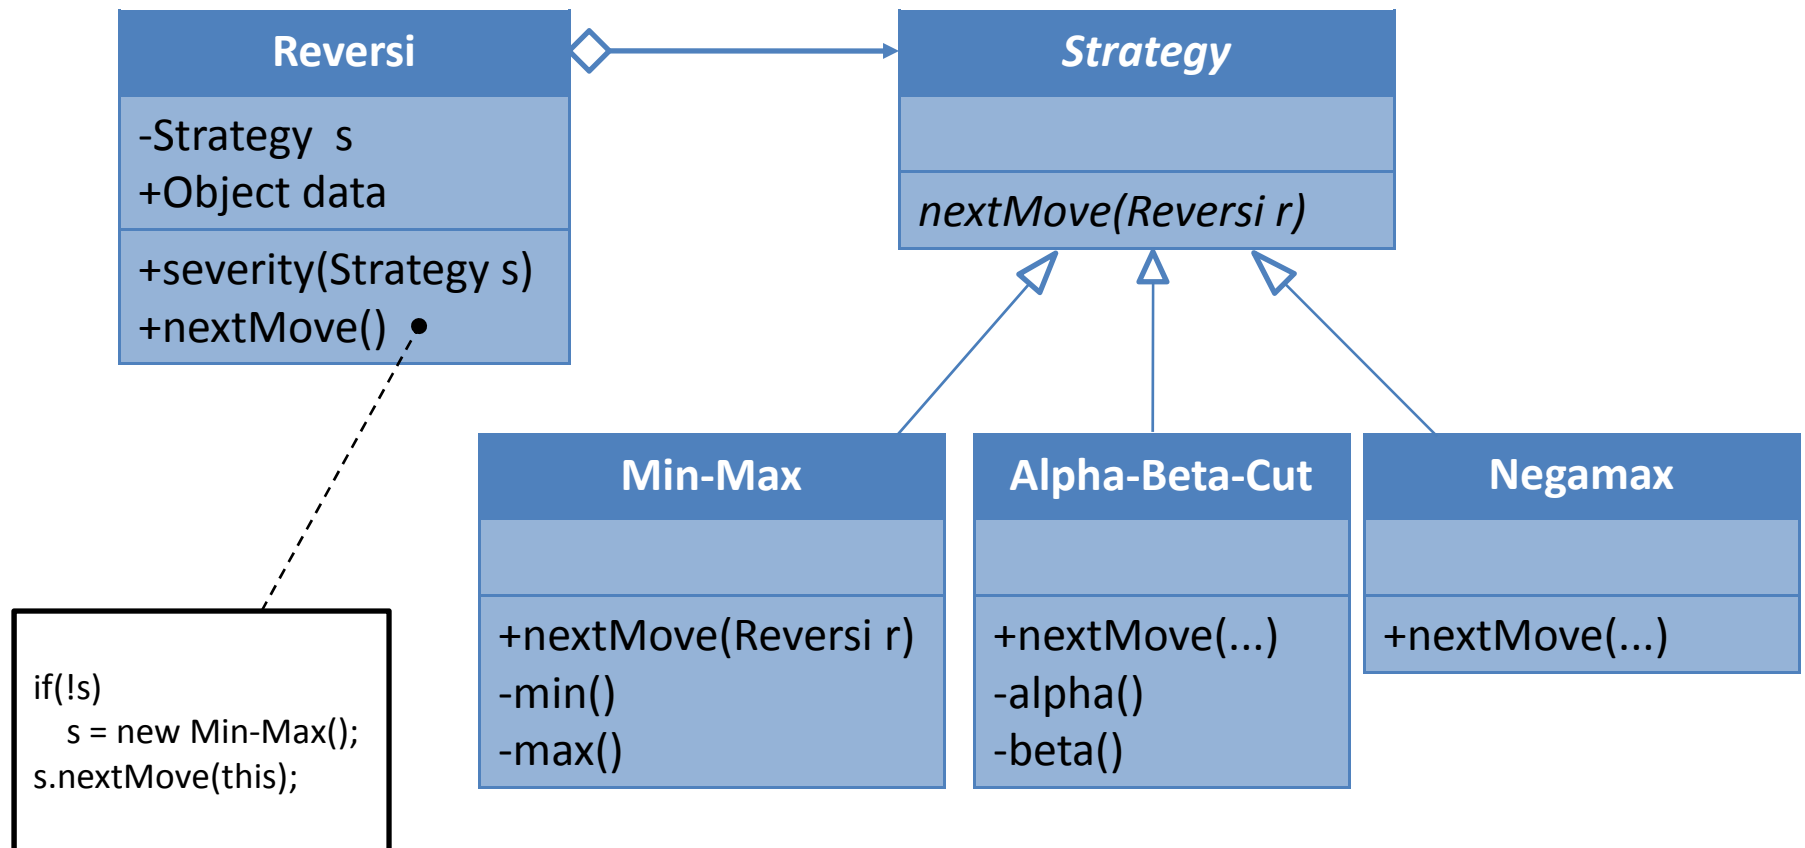 Reversi
-Strategy s
+Object data
+severity(Strategy s)
+nextMove()
Strategy
nextMove(Reversi r)
Min-Max
+nextMove(Reversi r)
-min()
-max()
Alpha-Beta-Cut
+nextMove(...)
-alpha()
-beta()
Negamax
+nextMove(...)
if(!s)
s = new Min-Max();
s.nextMove(this);